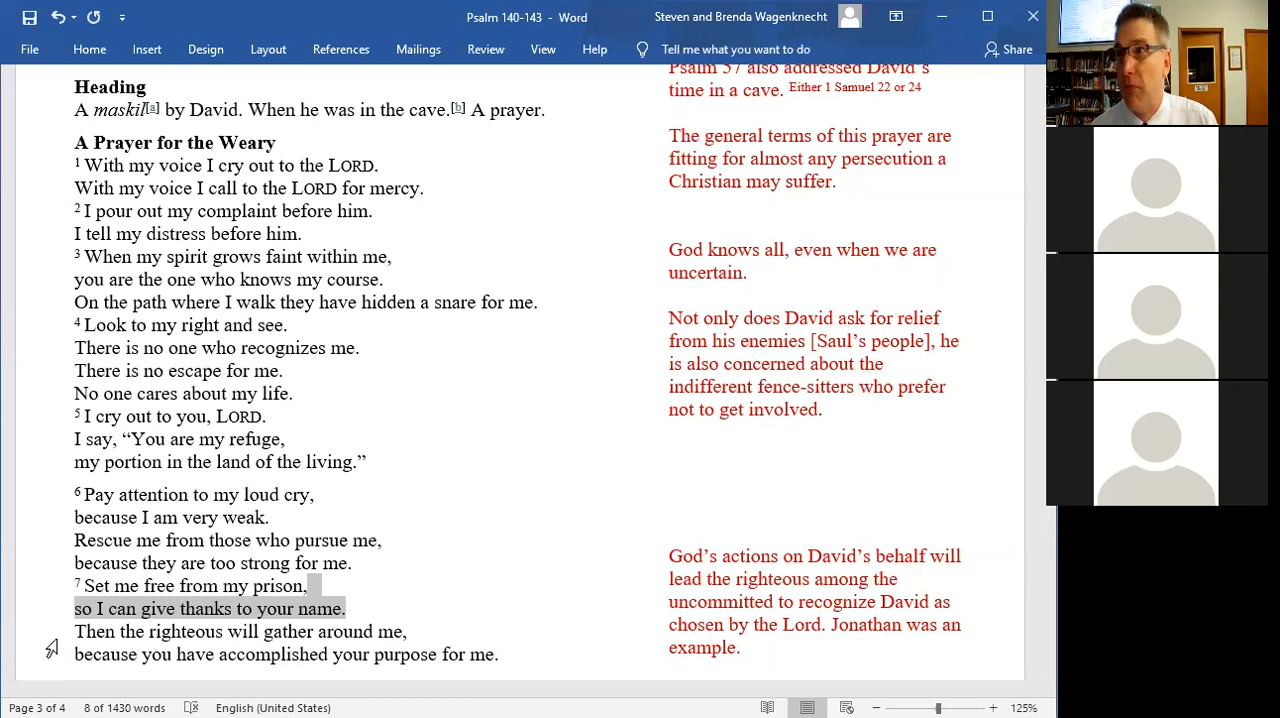 Psalm 140-143 - Word
Steven and Brenda Wagenknecht
File Home Insert Design Layout References Mailings Review View Help Tell me what you want to do Share
Heading
A maskil[a] by David. When he was in the cave.[b] A prayer.
A Prayer for the Weary
1 With my voice I cry out to the LORD.
With my voice I call to the LORD for mercy.
2 I pour out my complaint before him.
I tell my distress before him.
3 When my spirit grows faint within me,
you are the one who knows my course.
On the path where I walk they have hidden a snare for me.
4 Look to my right and see.
There is no one who recognizes me.
There is no escape for me.
No one cares about my life.
5 I cry out to you, LORD.
I say, “You are my refuge,
my portion in the land of the living.”
6 Pay attention to my loud cry,
because I am very weak.
Rescue me from those who pursue me,
because they are too strong for me.
7 Set me free from my prison,
so I can give thanks to your name.
Then the righteous will gather around me,
because you have accomplished your purpose for me.
Psalm 57 also addressed David’s
time in a cave. Either 1 Samuel 22 or 24
The general terms of this prayer are
fitting for almost any persecution a
Christian may suffer.
God knows all, even when we are
uncertain.
Not only does David ask for relief
from his enemies [Saul’s people], he
is also concerned about the
indifferent fence-sitters who prefer
not to get involved.
God’s actions on David’s behalf will
lead the righteous among the
uncommitted to recognize David as
chosen by the Lord. Jonathan was an
example.
Page 3 of 4 8 of 1430 words English (United States) 125%